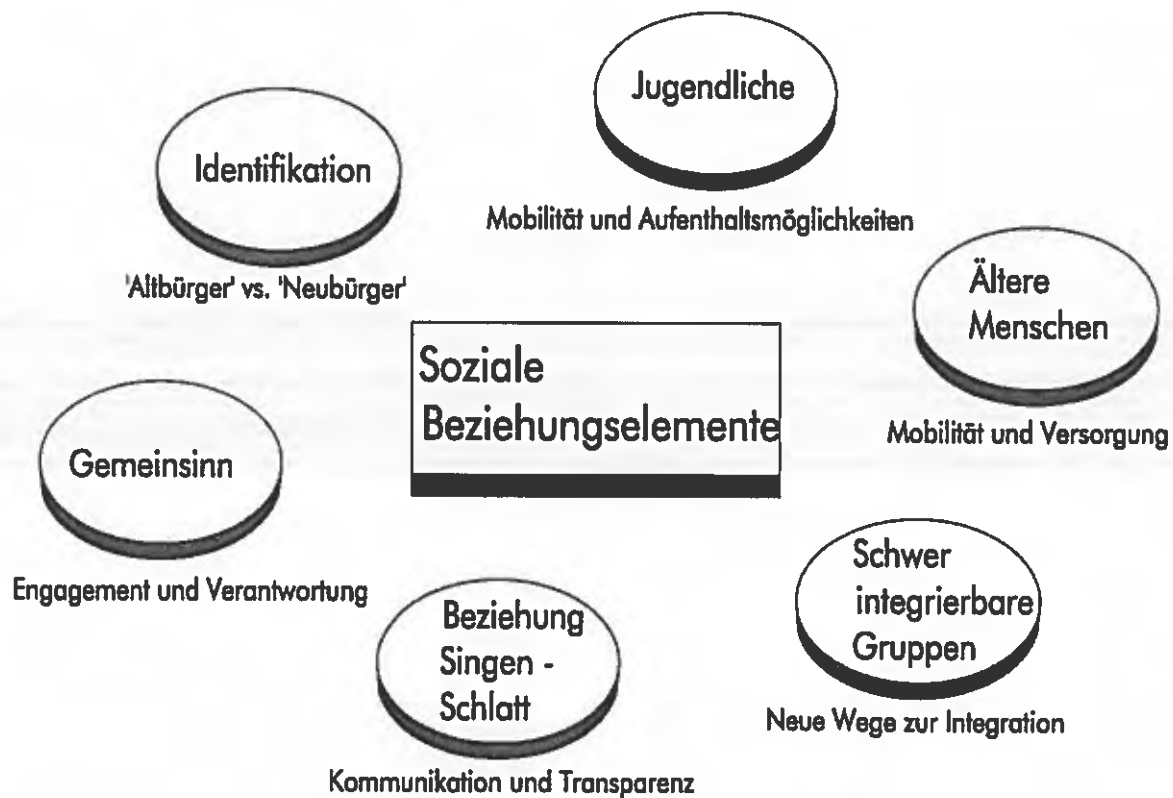 Jugendliche
Mobilität und Aufenthaltsmöglichkeiten
Identifikation
'Altbürger' vs. 'Neubürger'
Ältere
Menschen
Mobilität und Versorgung
Soziale
Beziehungselemente
Gemeinsinn
Engagement und Verantwortung
Schwer
integrierbare
Gruppen
Neue Wege zur Integration
Beziehung
Singen -
Schlatt
Kommunikation und Transparenz